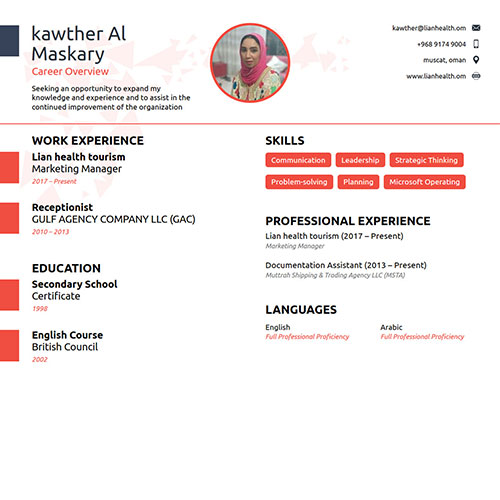 kawther Al
Maskary
Career Overview
Seeking an opportunity to expand my
knowledge and experience and to assist in the
continued improvement of the organization
kawther@lianhealth.om
+968 9174 9004
muscat, oman
www.lianhealth.om
WORK EXPERIENCE
Lian health tourism
Marketing Manager
2017 – Present
Receptionist
GULF AGENCY COMPANY LLC (GAC)
2010 – 2013
EDUCATION
Secondary School
Certificate
1998
English Course
British Council
2002
SKILLS
Communication Leadership Strategic Thinking
Problem-solving Planning Microsoft Operating
PROFESSIONAL EXPERIENCE
Lian health tourism (2017 – Present)
Marketing Manager
Documentation Assistant (2013 – Present)
Muttrah Shipping & Trading Agency LLC (MSTA)
LANGUAGES
English Arabic
Full Professional Proficiency Full Professional Proficiency